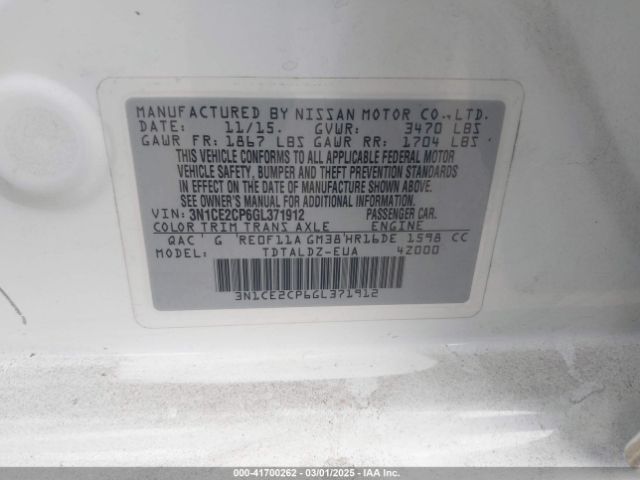 MANUFACTURED BY NISSAN MOTOR CO., LTD.
DATE: 11/15. GVWR: 3470 LBS
GAWR FR: 1867 LBS GAWR RR: 1704 LBS
THIS VEHICLE CONFORMS TO ALL APPLICABLE FEDERAL MOTOR
VEHICLE SAFETY, BUMPER AND THEFT PREVENTION STANDARDS
IN EFFECT ON THE DATE OF MANUFACTURE SHOWN ABOVE.
SEE OWNER'S MANUAL FOR ADDITIONAL INFORMATION.
VIN: 3N1CE2CP6GL371912 PASSENGER CAR.
COLOR TRIM TRANS AXLE ENGINE
QAC G RE0F11A GM38 HR16DE 1598 CC
MODEL: TDTALDZ-EUA 4Z000
3N1CE2CP6GL371912
000-41700262 - 03/01/2025 - IAA Inc.